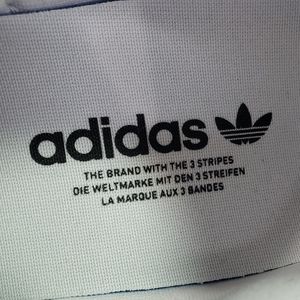 adidas
THE BRAND WITH THE 3 STRIPES
DIE WELTMARKE MIT DEN 3 STREIFEN
LA MARQUE AUX 3 BANDES